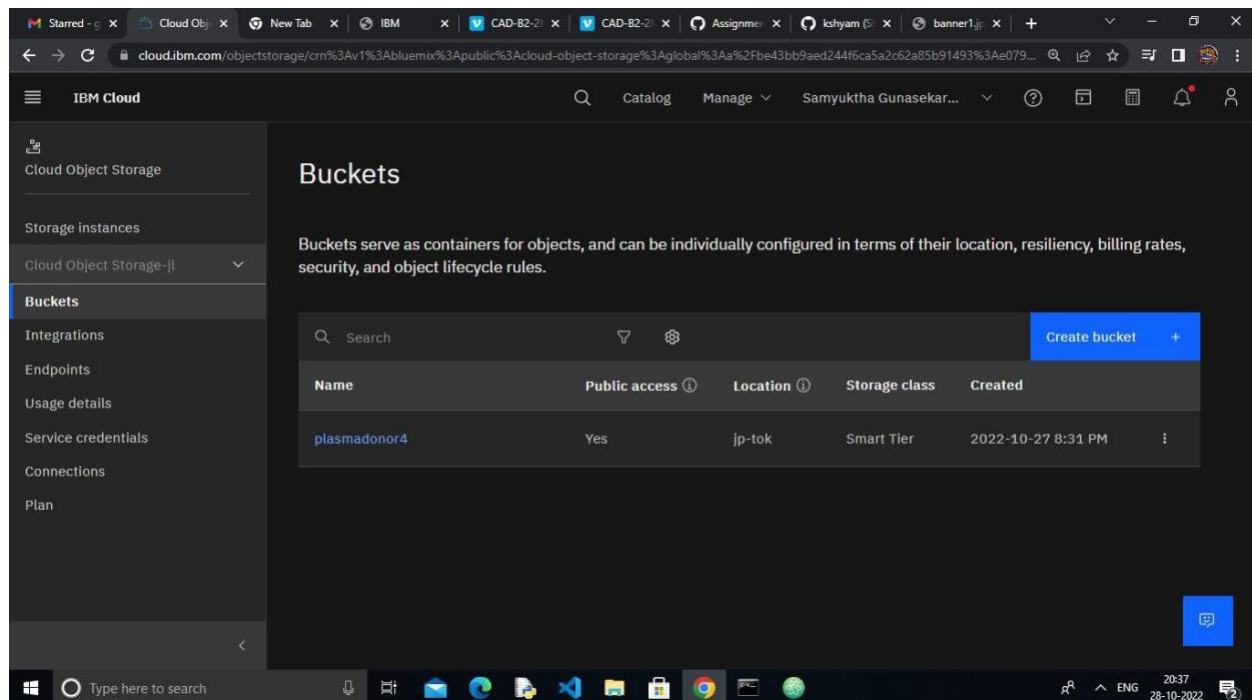 Starred - g
Cloud Obj
New Tab
IBM
CAD-B2-2
CAD-B2-2
Assignmen
kshyam (S
banner1.jp
cloud.ibm.com/objectstorage/crn%3Av1%3Abluemix%3Apublic%3Acloud-object-storage%3Aglobal%3Aa%2Fbe43bb9aed244f6ca5a2c62a85b91493%3Ae079...
IBM Cloud
Catalog
Manage
Samyuktha Gunasekar...
Cloud Object Storage
Storage instances
Cloud Object Storage-jl
Buckets
Integrations
Endpoints
Usage details
Service credentials
Connections
Plan
Buckets
Buckets serve as containers for objects, and can be individually configured in terms of their location, resiliency, billing rates,
security, and object lifecycle rules.
Search
Create bucket +
Name Public access Location Storage class Created
plasmadonor4 Yes jp-tok Smart Tier 2022-10-27 8:31 PM
Type here to search
ENG
20:37
28-10-2022
2